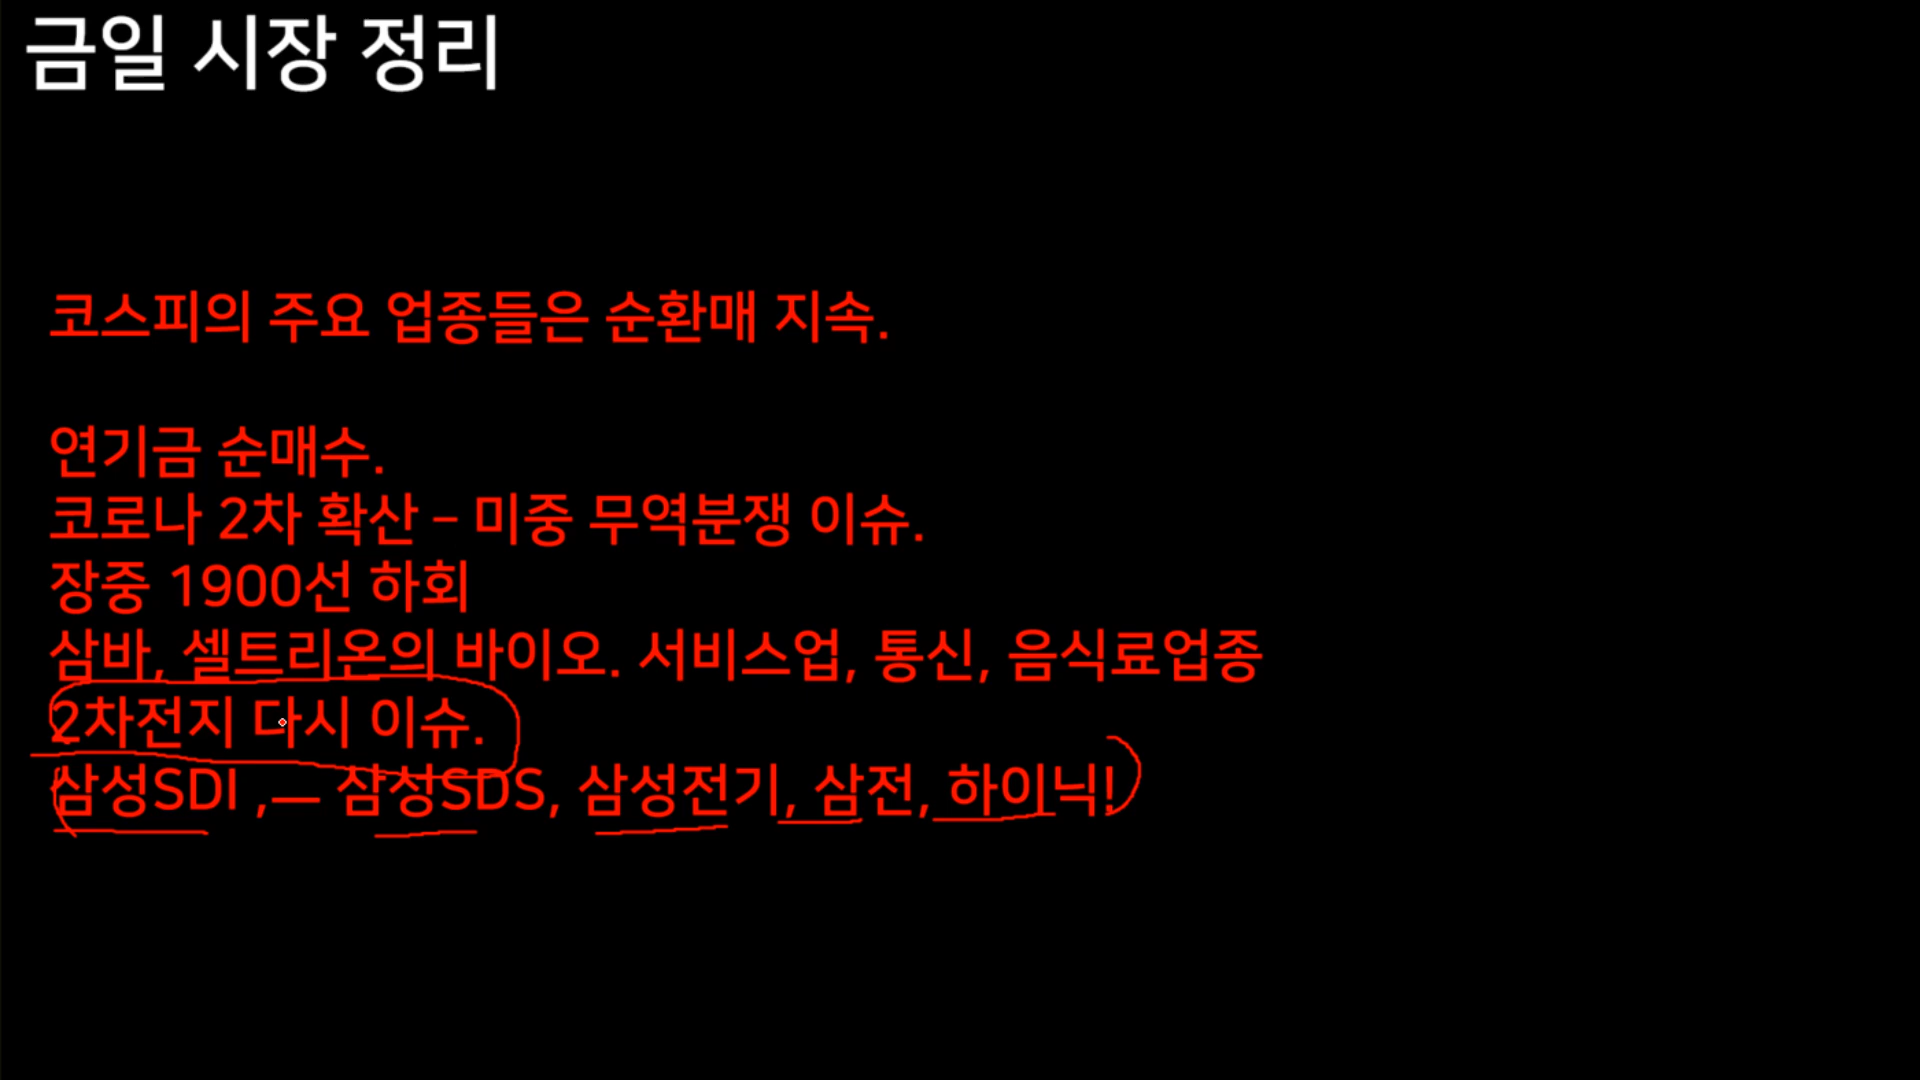 금일 시장 정리
코스피의 주요 업종들은 순환매 지속.
연기금 순매수.
코로나 2차 확산 – 미중 무역분쟁 이슈.
장중 1900선 하회
삼바, 셀트리온의 바이오. 서비스업, 통신, 음식료업종
2차전지 다시 이슈.
삼성SDI ,— 삼성SDS, 삼성전기, 삼전, 하이닉!